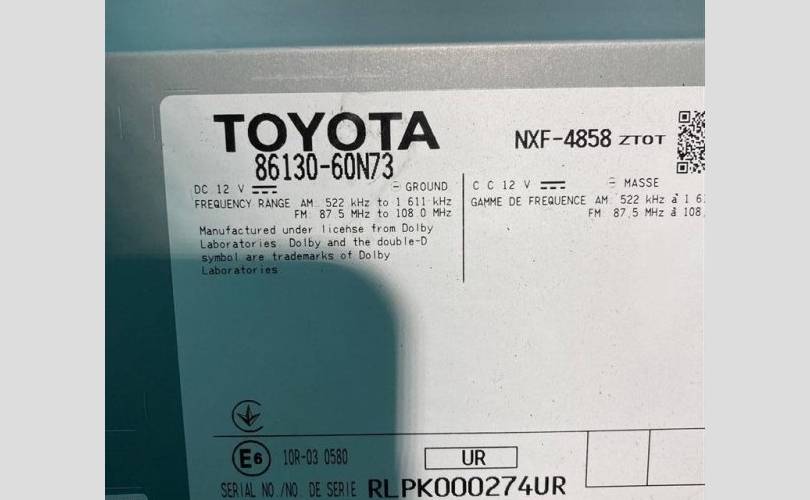 TOYOTA
86130-60N73
NXF-4858 ZTOT
DC 12 V GROUND
FREQUENCY RANGE AM: 522 kHz to 1 611 kHz
FM: 87.5 MHz to 108.0 MHz
Manufactured under license from Dolby
Laboratories. Dolby and the double-D
symbol are trademarks of Dolby
Laboratories
C C 12 V MASSE
GAMME DE FREQUENCE AM: 522 kHz à 1 61
FM: 87,5 MHz à 108,
E6 10R-03 0580
UR
SERIAL NO./NO. DE SERIE RLPK000274UR